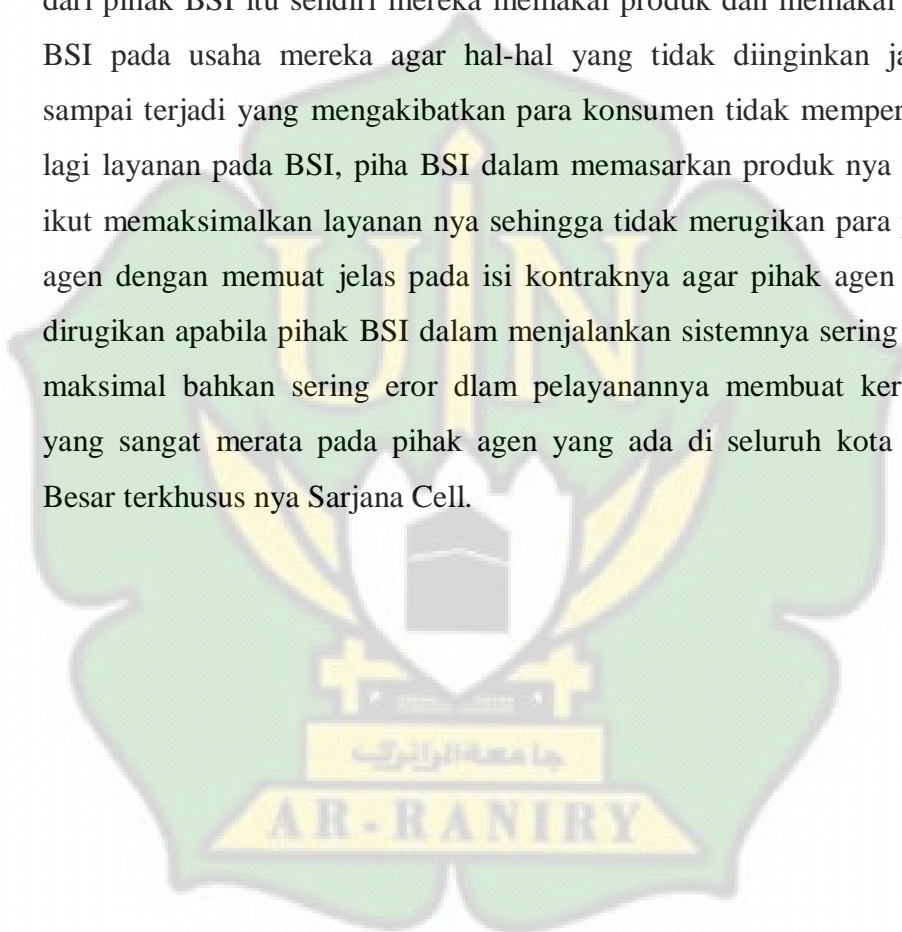 dari pihak BSI itu sendiri mereka memakai produk dan memakai
BSI pada usaha mereka agar hal-hal yang tidak diinginkan ja
sampai terjadi yang mengakibatkan para konsumen tidak memper
lagi layanan pada BSI, piha BSI dalam memasarkan produk nya
ikut memaksimalkan layanan nya sehingga tidak merugikan para
agen dengan memuat jelas pada isi kontraknya agar pihak agen
dirugikan apabila pihak BSI dalam menjalankan sistemnya sering
maksimal bahkan sering eror dlam pelayanannya membuat ker
yang sangat merata pada pihak agen yang ada di seluruh kota
Besar terkhusus nya Sarjana Cell.
UIN
جامعة الرانري
AR-RANIRY